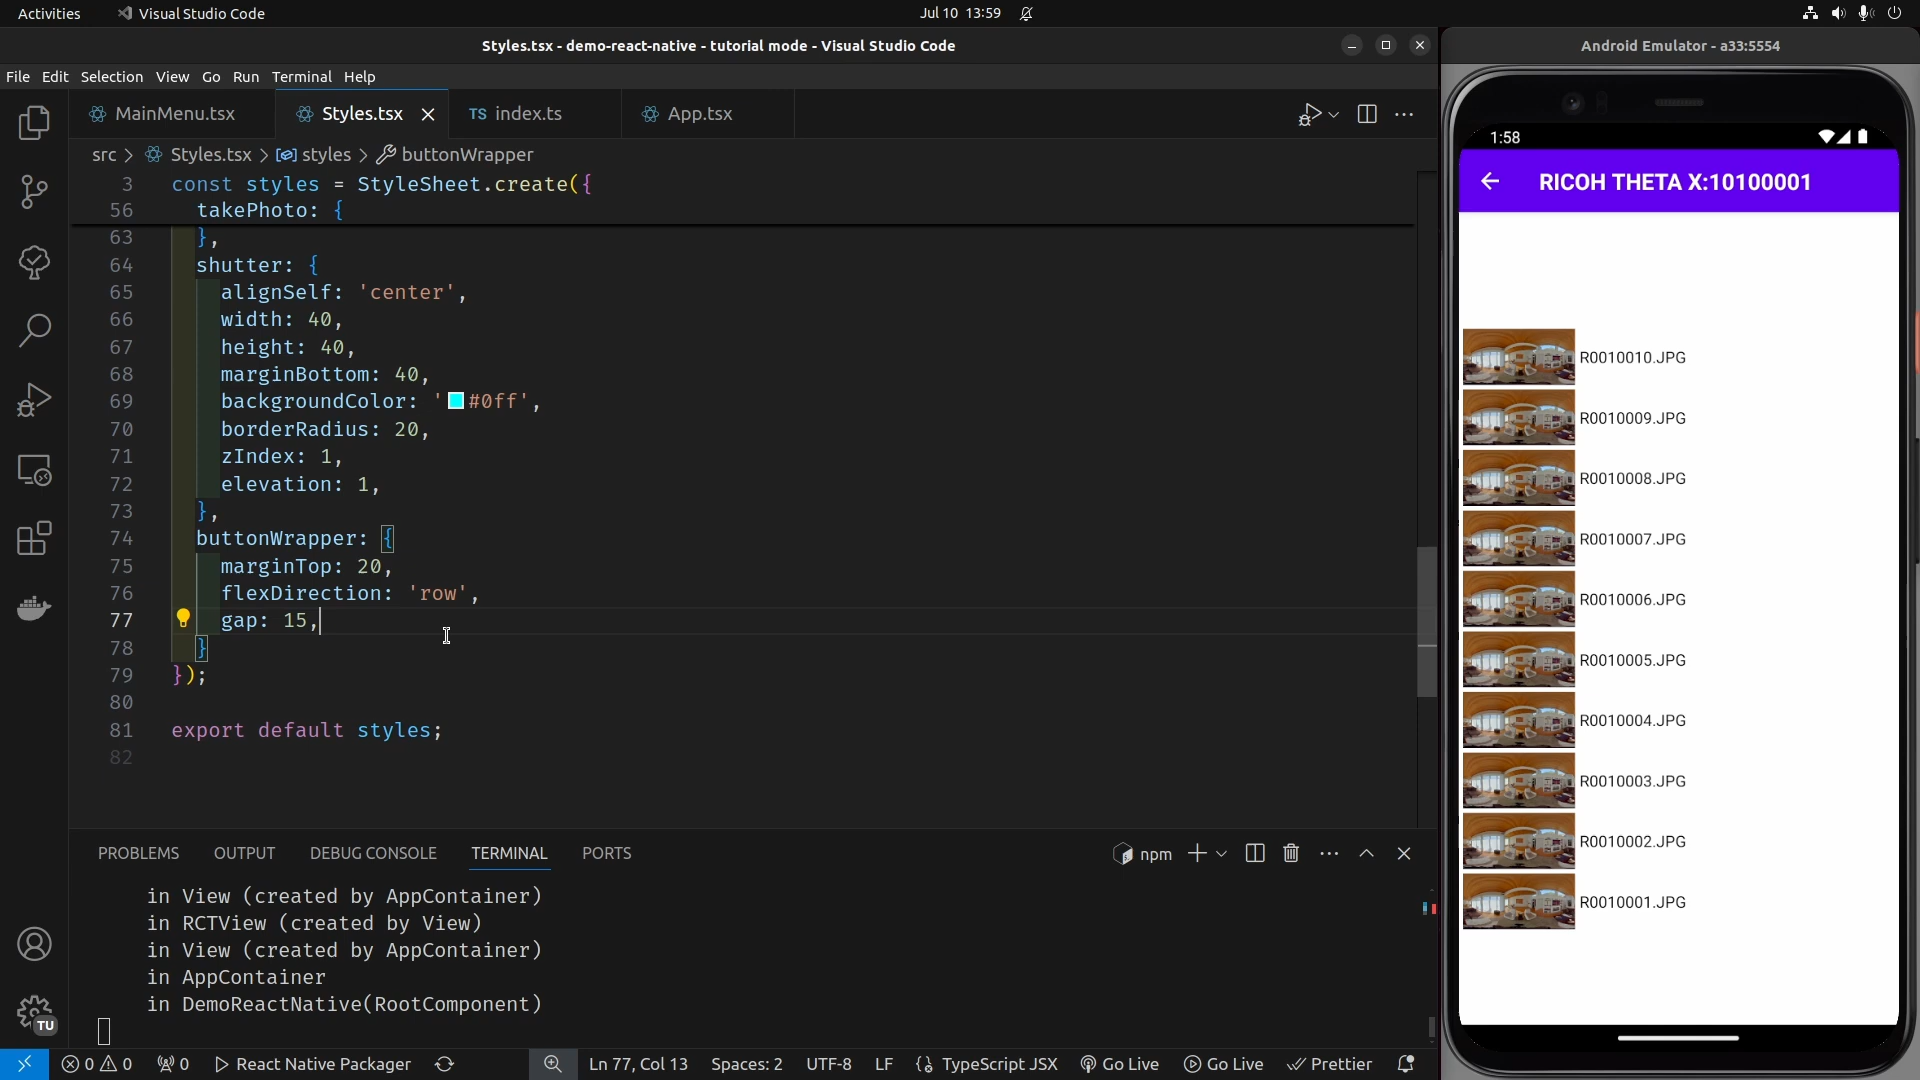 Activities
Visual Studio Code
Jul 10 13:59
Styles.tsx - demo-react-native - tutorial mode - Visual Studio Code
File Edit Selection View Go Run Terminal Help
MainMenu.tsx
Styles.tsx
TS index.ts
App.tsx
src > Styles.tsx > styles > buttonWrapper
3 const styles = StyleSheet.create({
56 takePhoto: {
63 },
64 shutter: {
65 alignSelf: 'center',
66 width: 40,
67 height: 40,
68 marginBottom: 40,
69 backgroundColor: '#0ff',
70 borderRadius: 20,
71 zIndex: 1,
72 elevation: 1,
73 },
74 buttonWrapper: {
75 marginTop: 20,
76 flexDirection: 'row',
77 gap: 15,
78 }
79 });
80
81 export default styles;
82
PROBLEMS OUTPUT DEBUG CONSOLE TERMINAL PORTS
npm
in View (created by AppContainer)
in RCTView (created by View)
in View (created by AppContainer)
in AppContainer
in DemoReactNative(RootComponent)
TU
0 0 0 React Native Packager
Ln 77, Col 13 Spaces: 2 UTF-8 LF {} TypeScript JSX Go Live Go Live Prettier
Android Emulator - a33:5554
1:58
RICOH THETA X:10100001
R0010010.JPG
R0010009.JPG
R0010008.JPG
R0010007.JPG
R0010006.JPG
R0010005.JPG
R0010004.JPG
R0010003.JPG
R0010002.JPG
R0010001.JPG